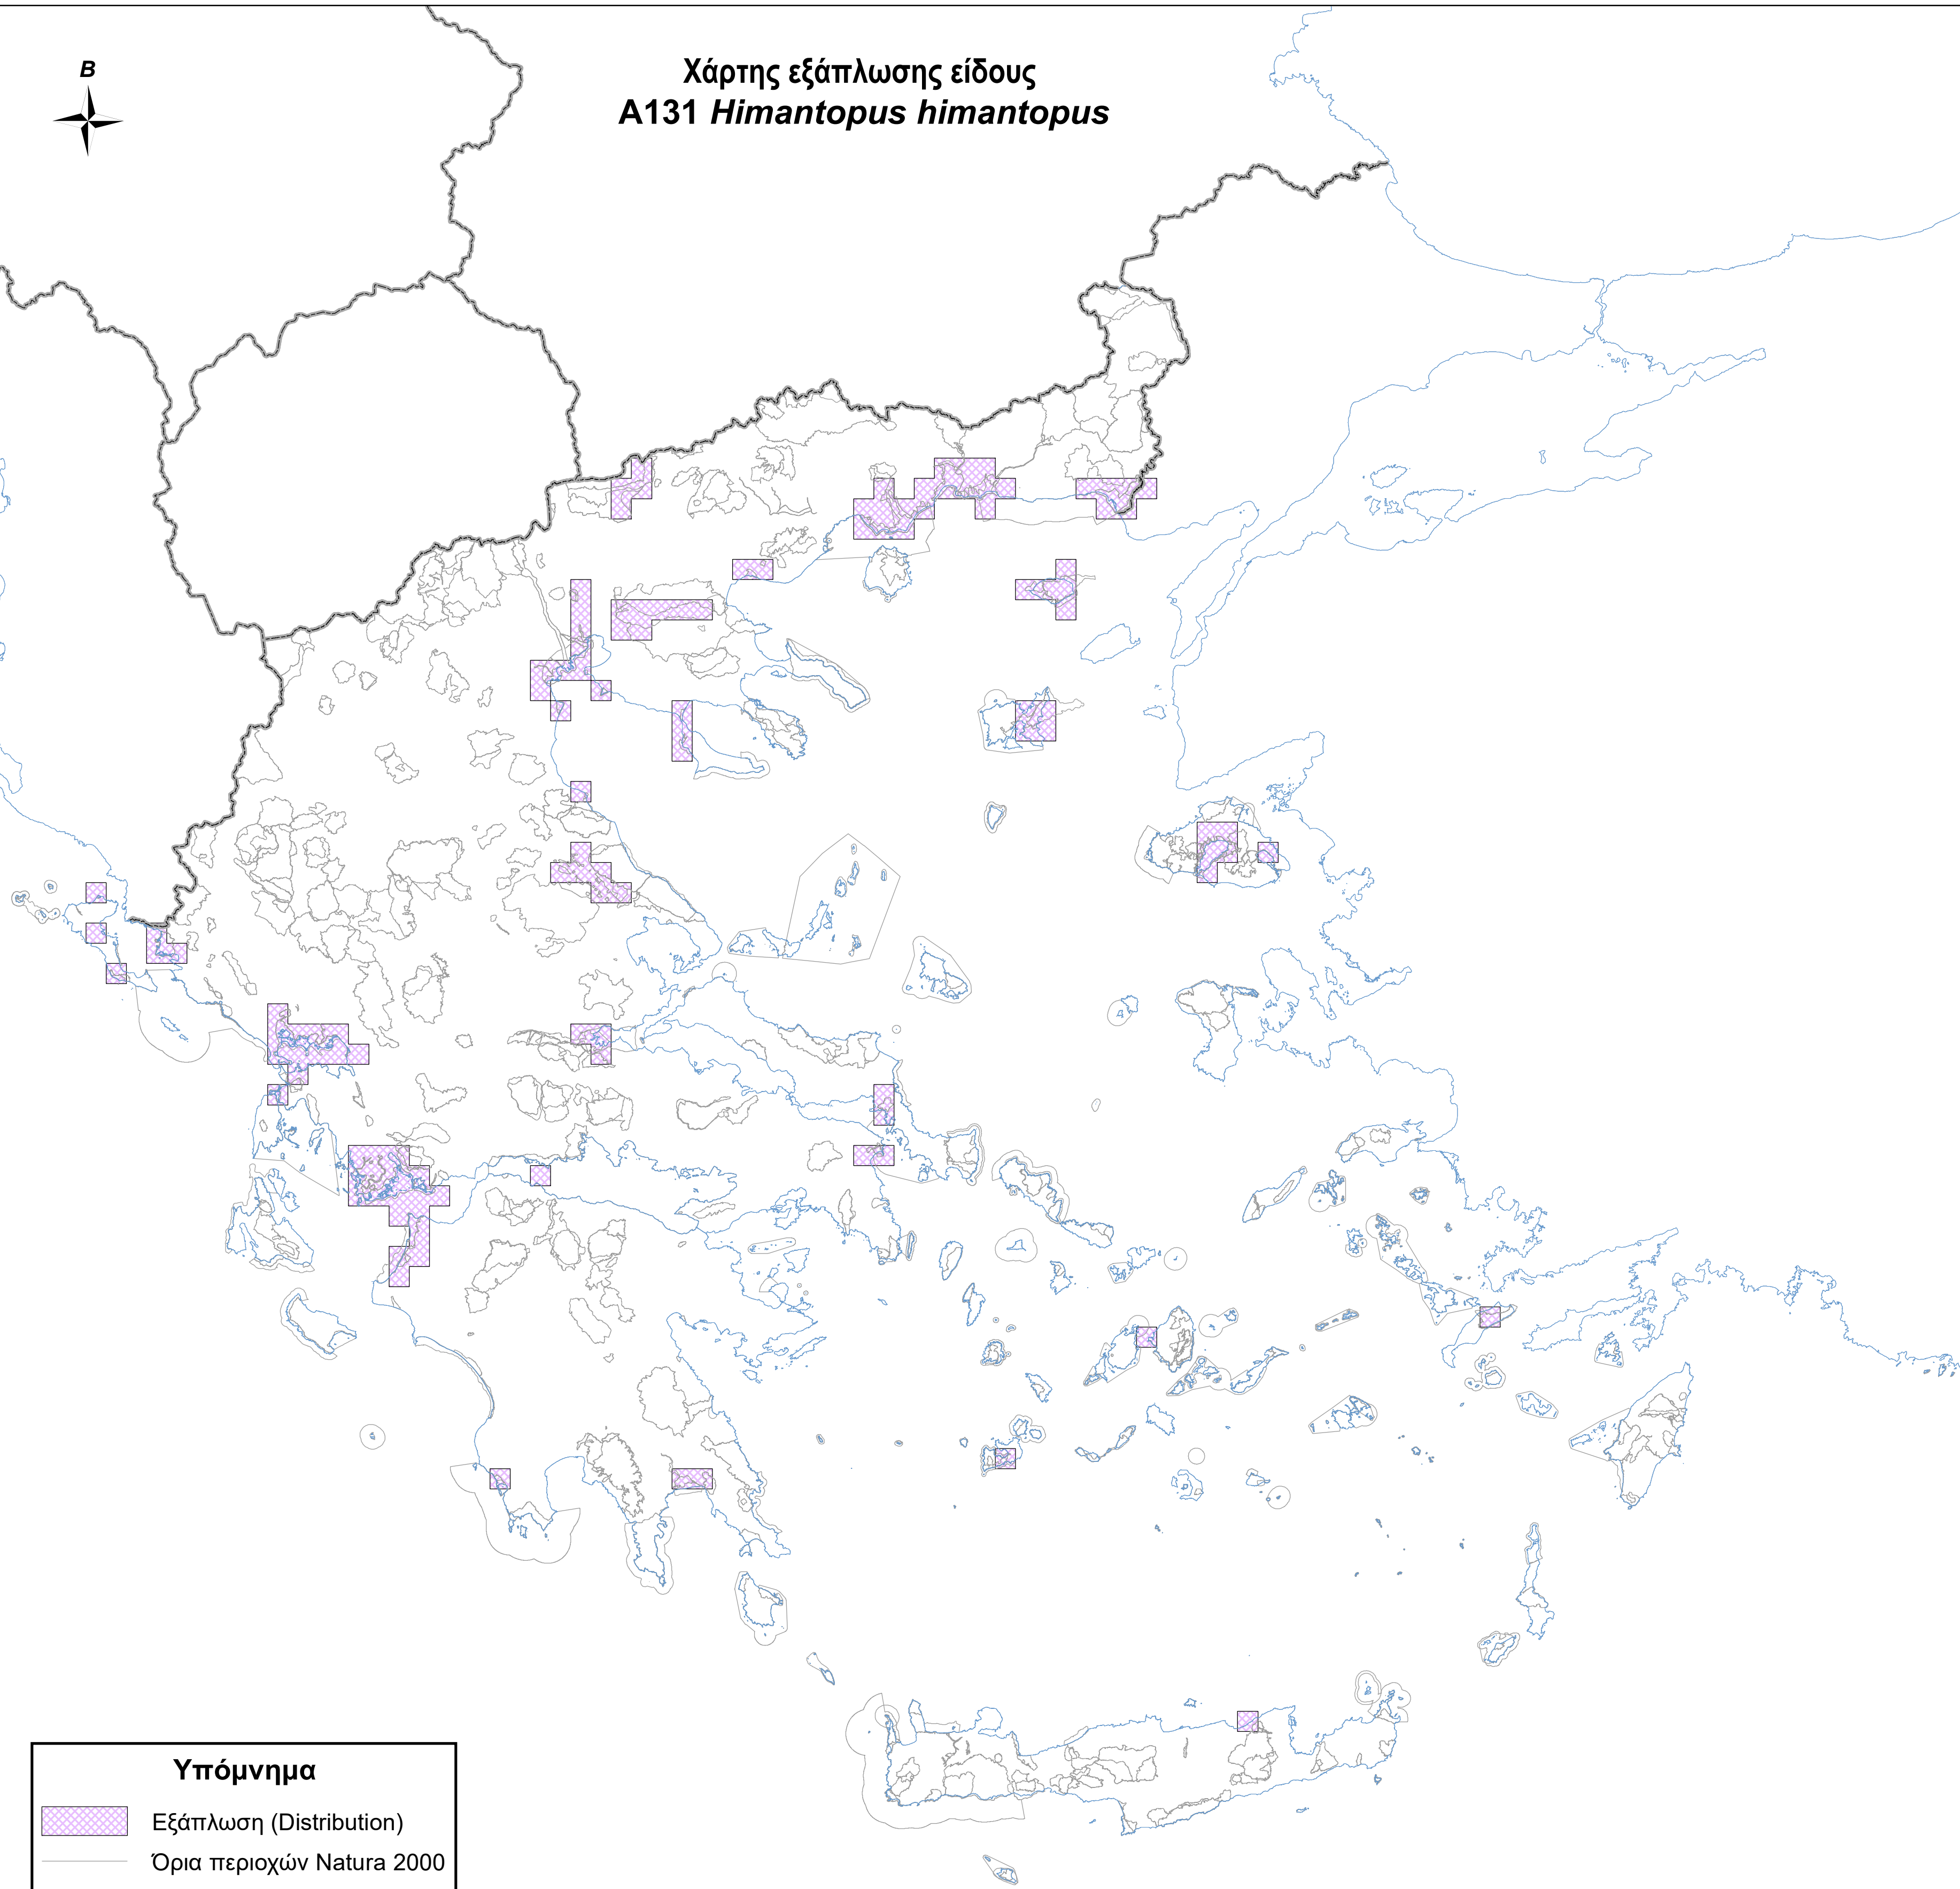 B
Χάρτης εξάπλωσης είδους
A131 Himantopus himantopus
Υπόμνημα
Εξάπλωση (Distribution)
Όρια περιοχών Natura 2000